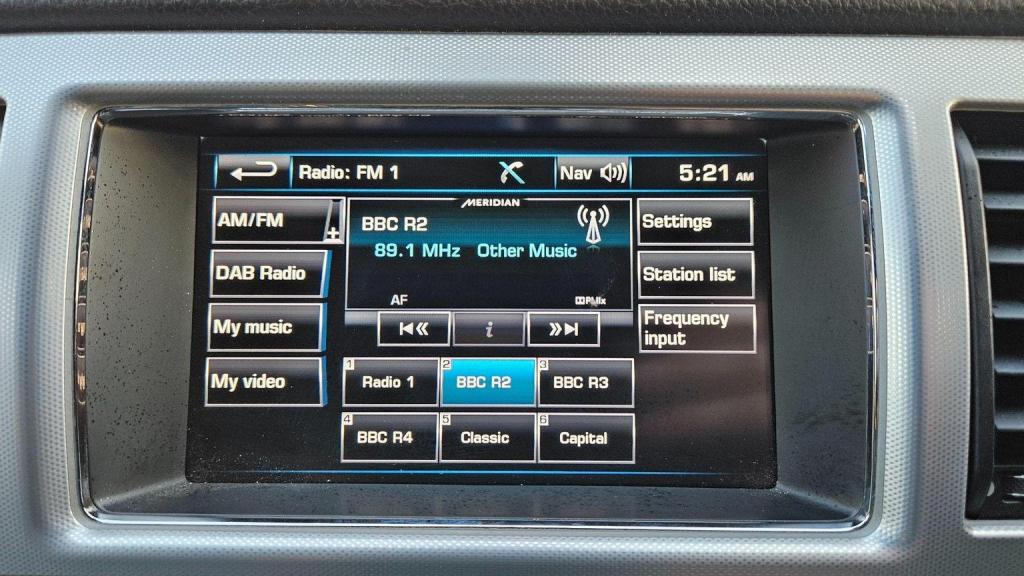 Radio: FM 1
Nav
5:21 AM
AM/FM
+
DAB Radio
My music
My video
MERIDIAN
BBC R2
89.1 MHz Other Music
AF
PLIIx
i
Settings
Station list
Frequency
input
1 Radio 1
2 BBC R2
3 BBC R3
4 BBC R4
5 Classic
6 Capital